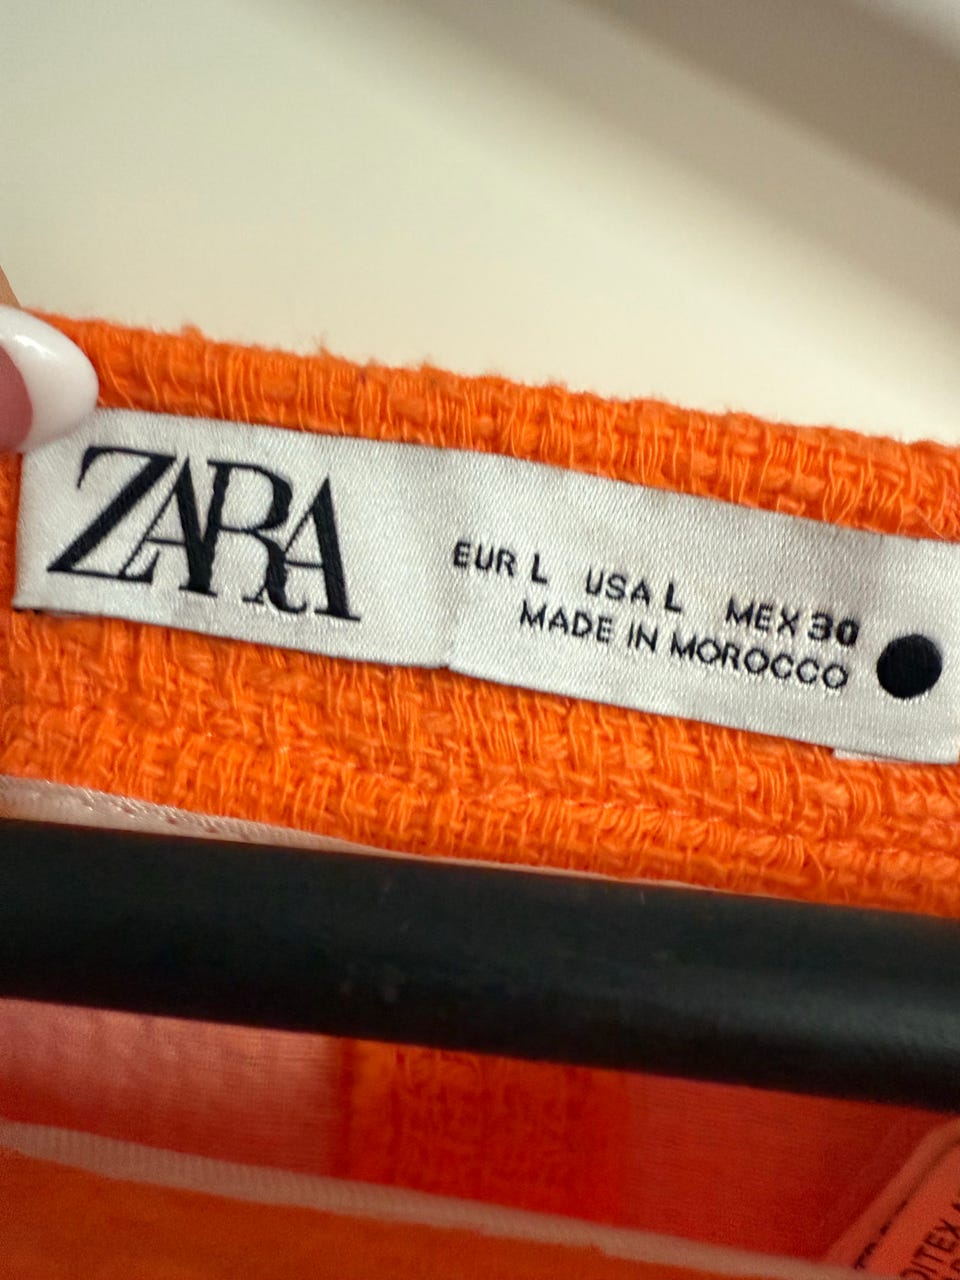 ZARA
EUR L USA L MEX 30
MADE IN MOROCCO